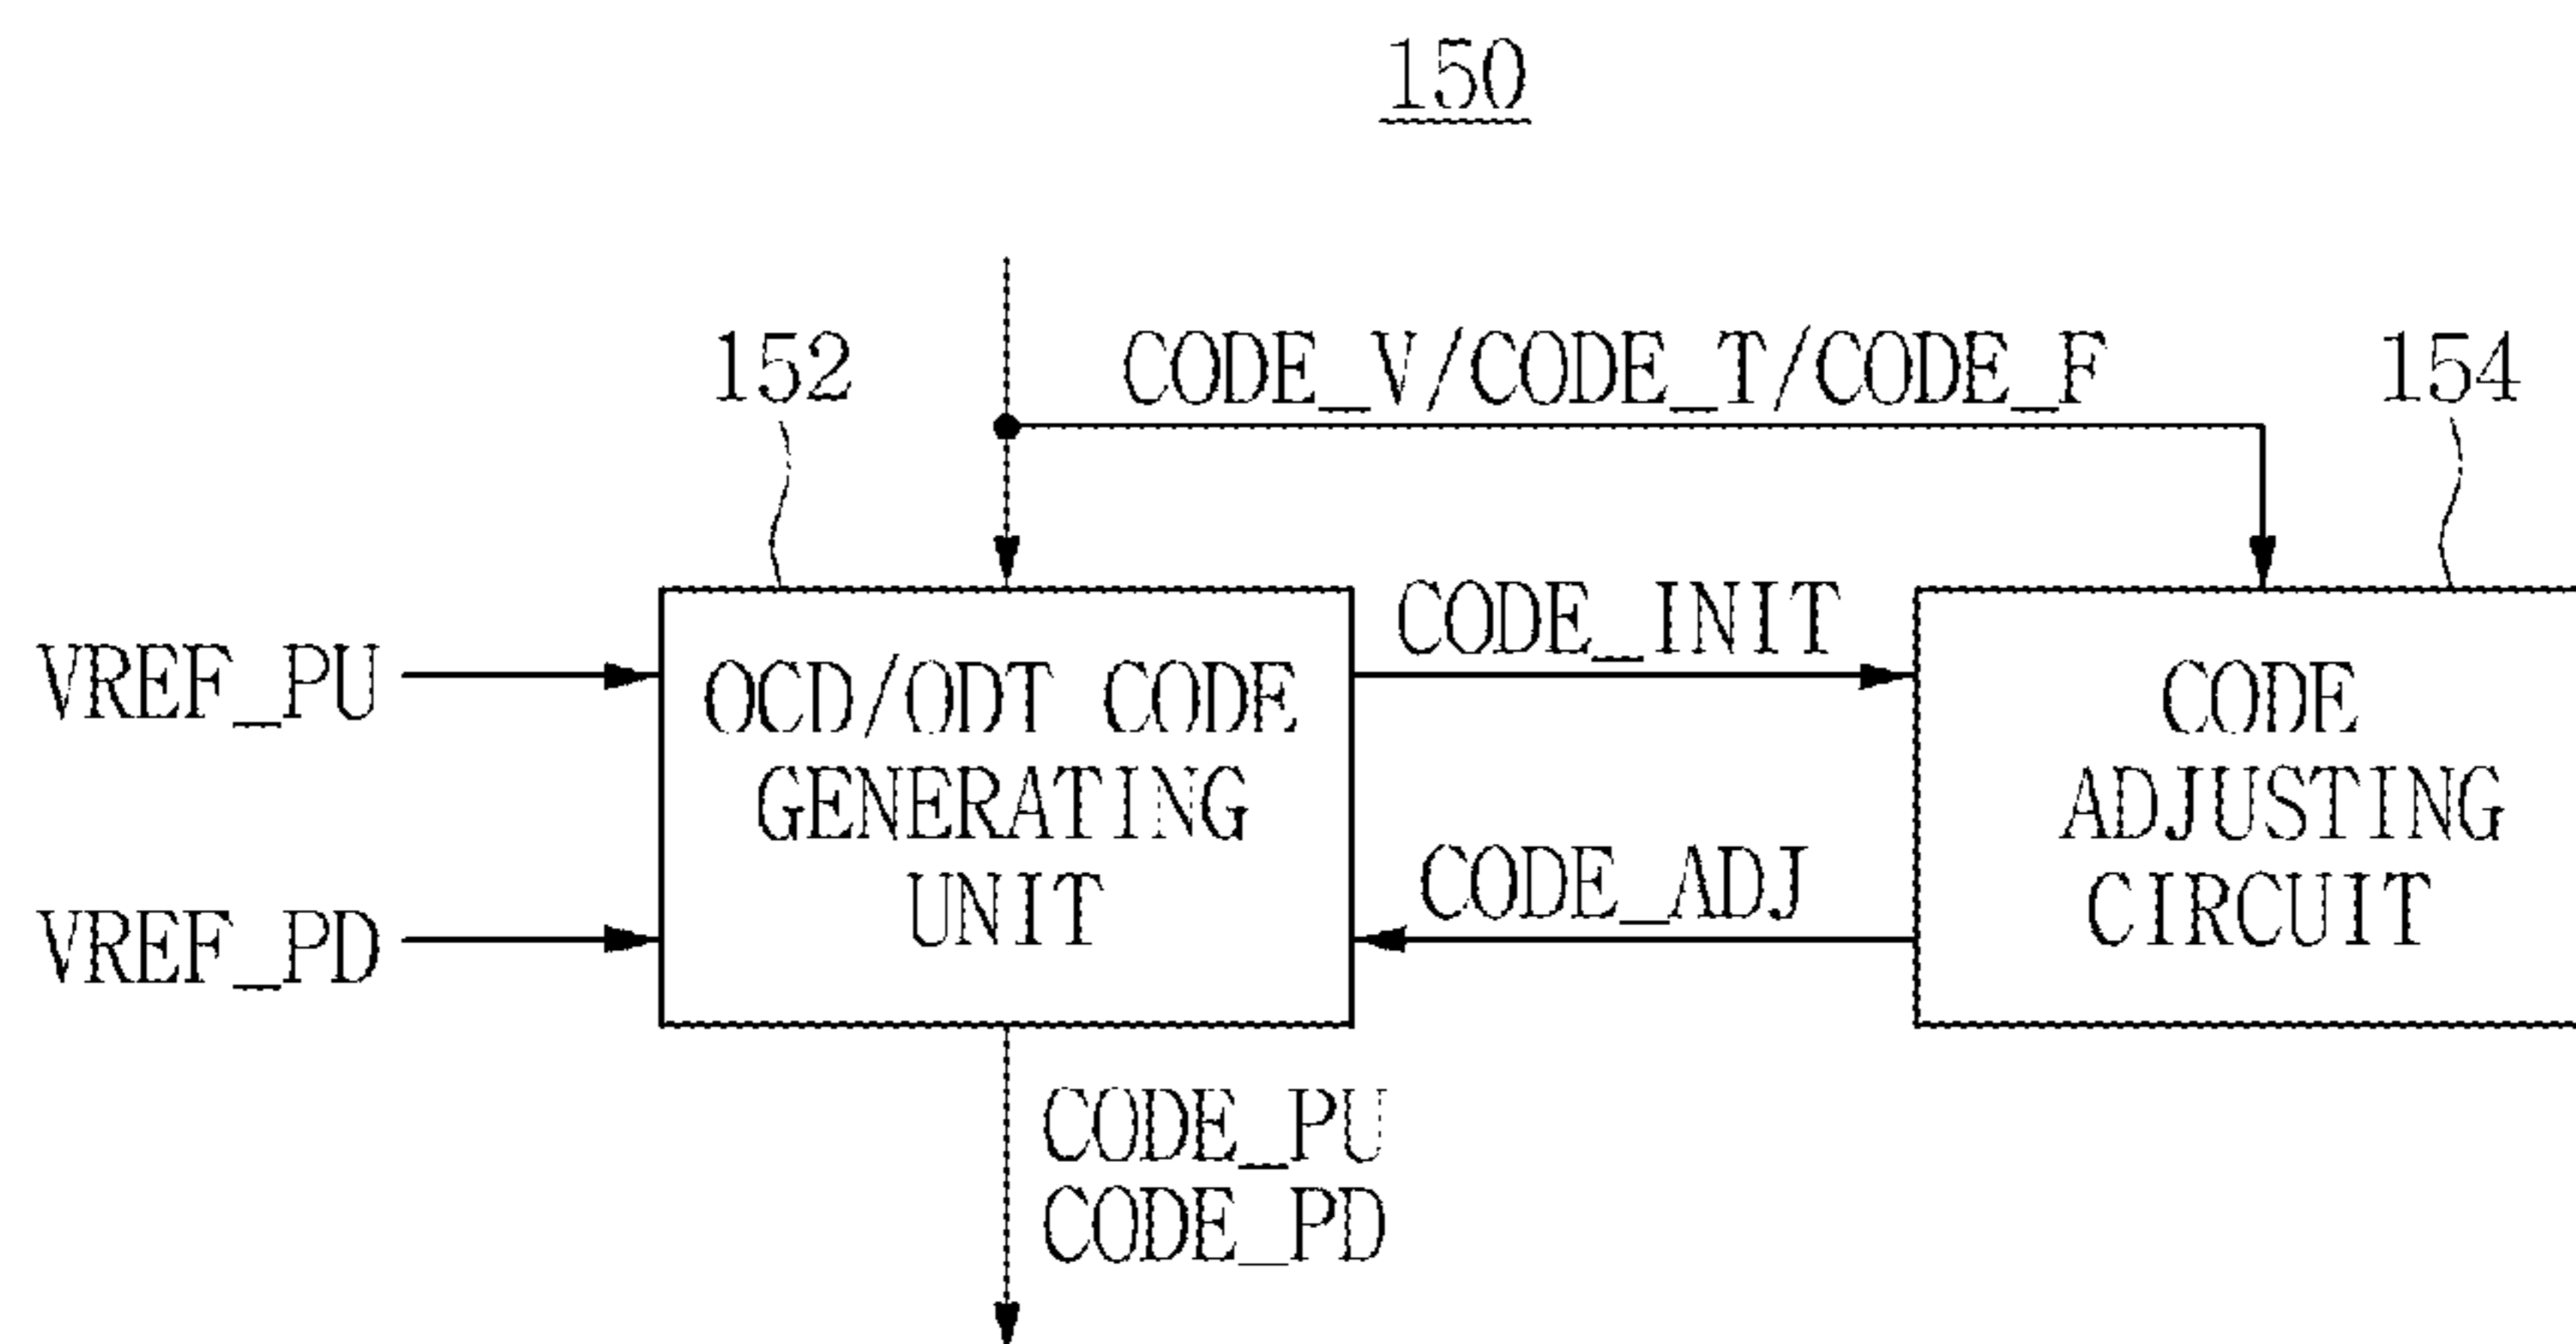 150
152
CODE_V/CODE_T/CODE_F
154
VREF_PU
VREF_PD
OCD/ODT CODE
GENERATING
UNIT
CODE_INIT
CODE_ADJ
CODE
ADJUSTING
CIRCUIT
CODE_PU
CODE_PD